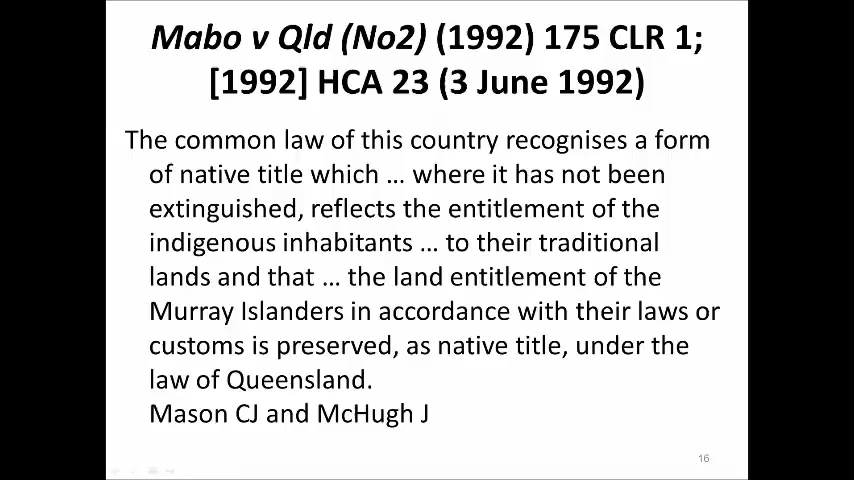 Mabo v Qld (No2) (1992) 175 CLR 1;
[1992] HCA 23 (3 June 1992)
The common law of this country recognises a form
of native title which … where it has not been
extinguished, reflects the entitlement of the
indigenous inhabitants … to their traditional
lands and that … the land entitlement of the
Murray Islanders in accordance with their laws or
customs is preserved, as native title, under the
law of Queensland.
Mason CJ and McHugh J
16